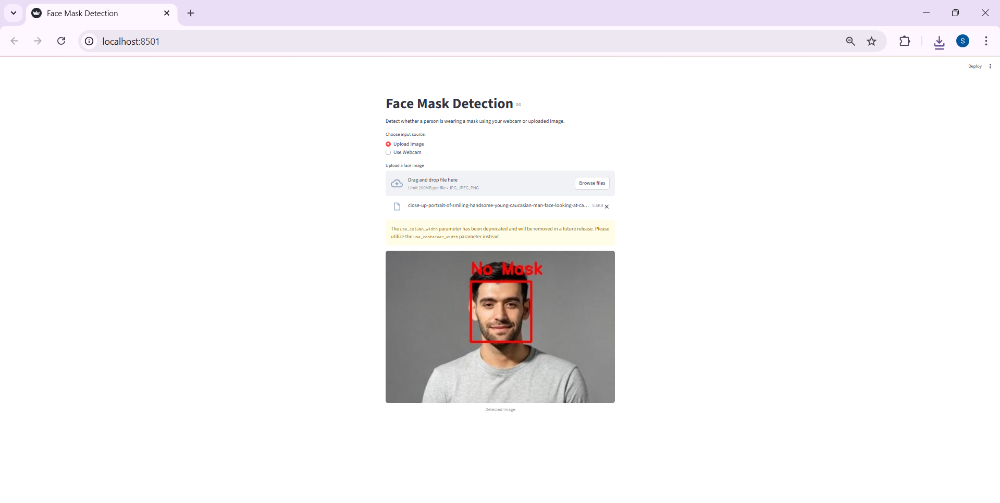 Face Mask Detection
localhost:8501
S
Deploy
Face Mask Detection
Detect whether a person is wearing a mask using your webcam or uploaded image.
Choose input source:
Upload Image
Use Webcam
Upload a face image
Drag and drop file here
Limit 200MB per file • JPG, JPEG, PNG
Browse files
close-up-portrait-of-smiling-handsome-young-caucasian-man-face-looking-at-ca... 5.6KB
The use_column_width parameter has been deprecated and will be removed in a future release. Please
utilize the use_container_width parameter instead.
No Mask
Detected Image